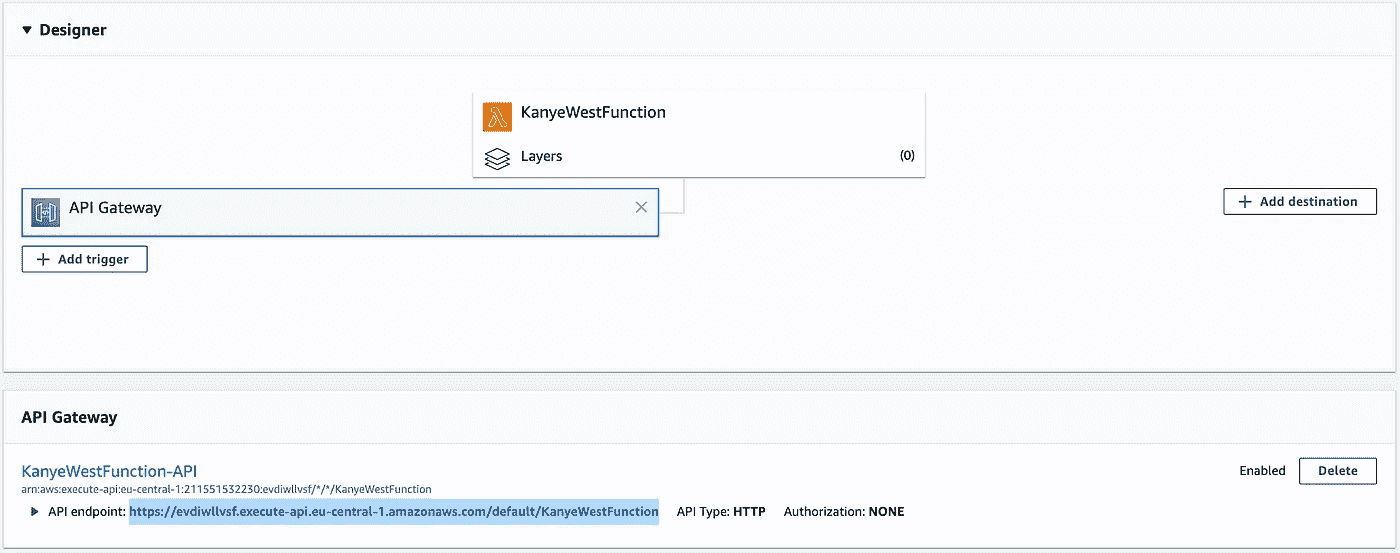 Designer
KanyeWestFunction
Layers (0)
API Gateway
Add destination
Add trigger
API Gateway
KanyeWestFunction-API
Enabled Delete
arn:aws:execute-api:eu-central-1:211551532230:evdiwllvsf/*/*/KanyeWestFunction
API endpoint: https://evdiwllvsf.execute-api.eu-central-1.amazonaws.com/default/KanyeWestFunction API Type: HTTP Authorization: NONE